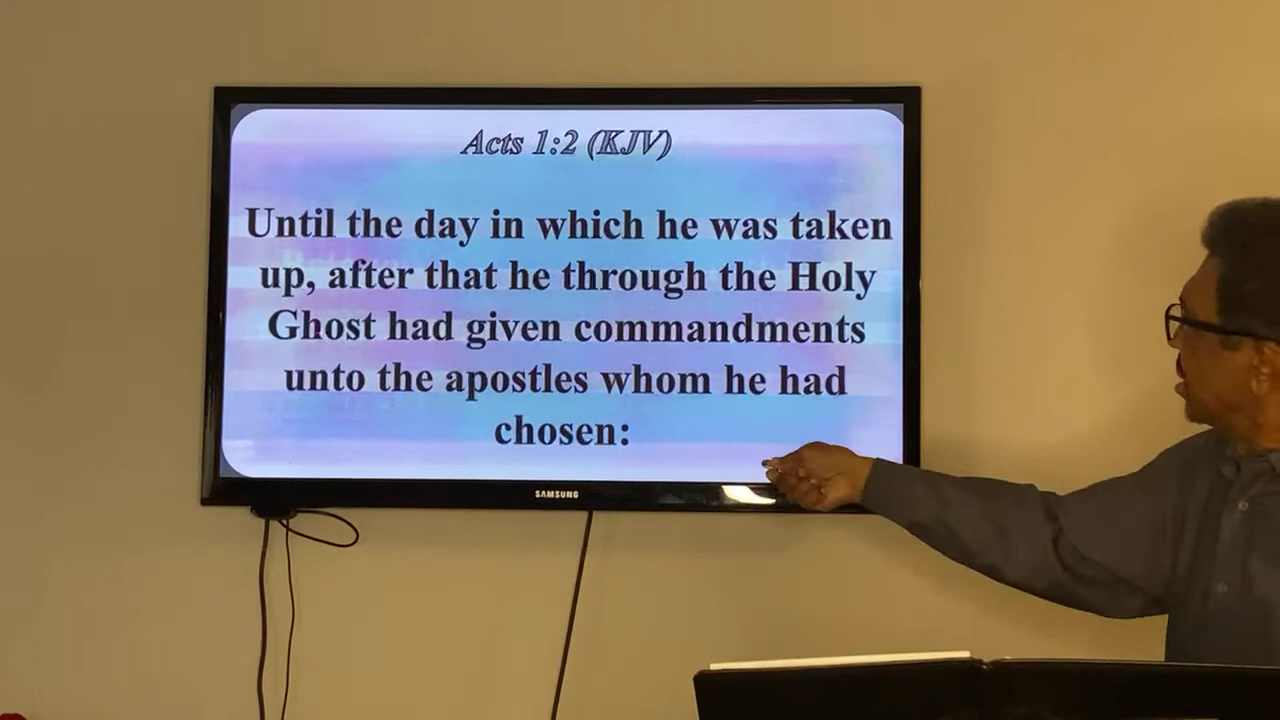 Acts 1:2 (KJV)
Until the day in which he was taken
up, after that he through the Holy
Ghost had given commandments
unto the apostles whom he had
chosen:
SAMSUNG